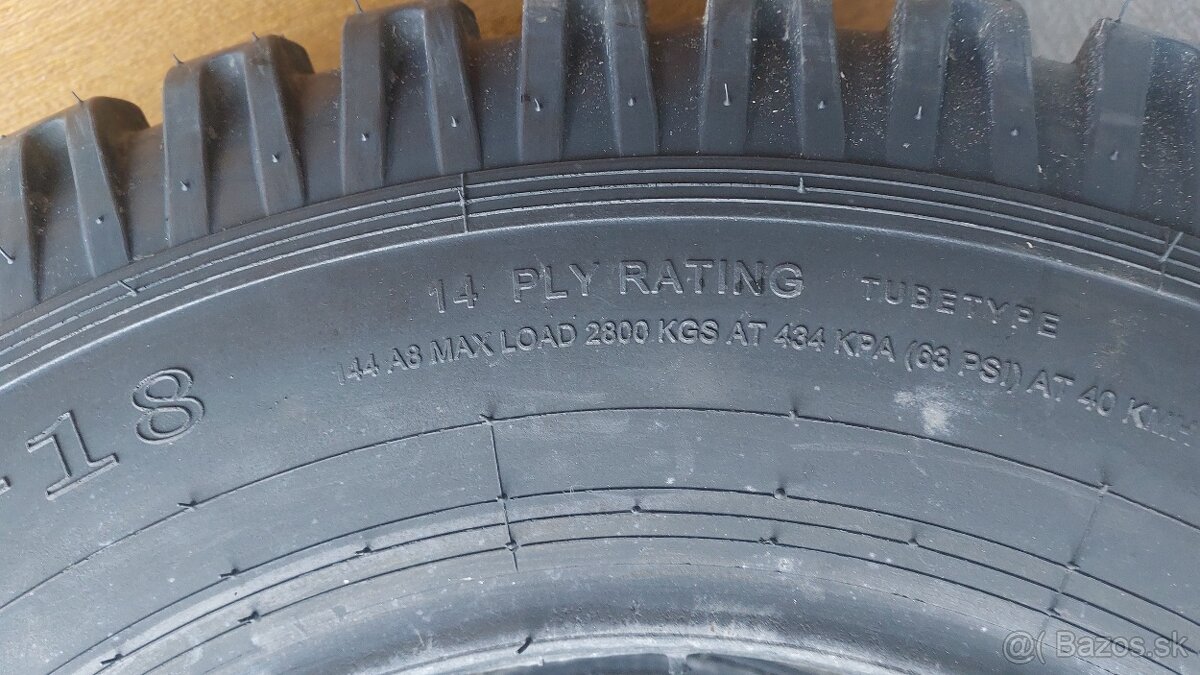 14 PLY RATING TUBETYPE
144 A8 MAX LOAD 2800 KGS AT 434 KPA (63 PSI) AT 40 KMH
-18
@( Bazos.sk